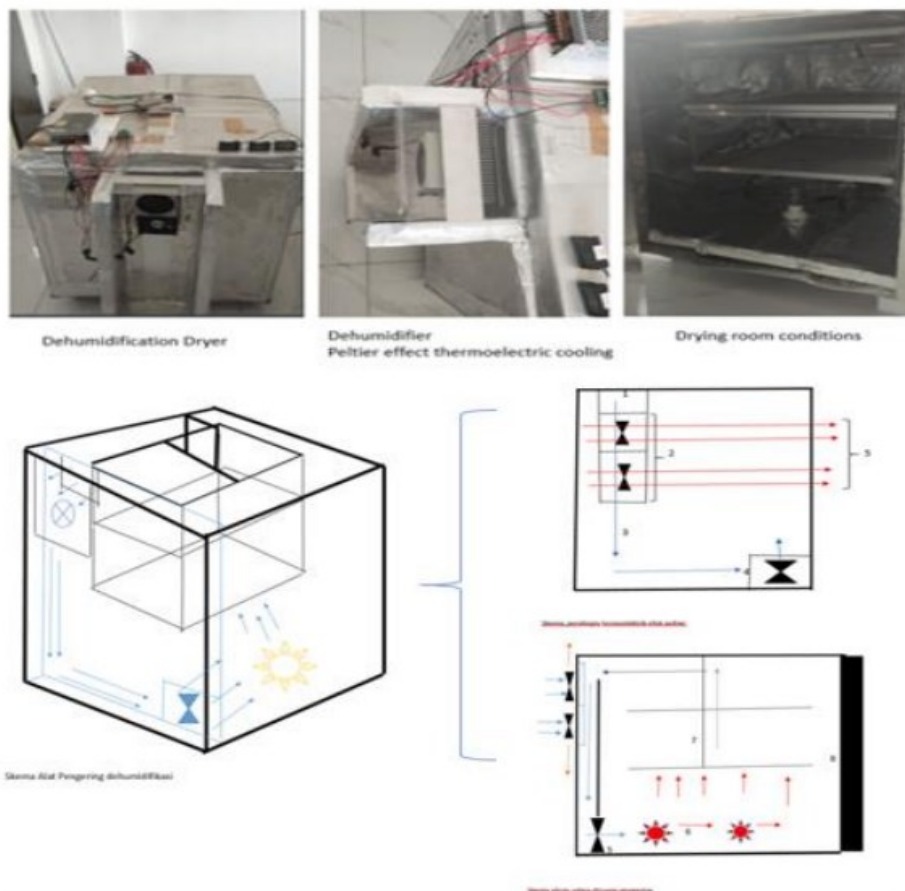 Dehumidification Dryer
Dehumidifier
Peltier effect thermoelectric cooling
Drying room conditions
1
2
5
3
4
Skema Alat Pengering dehumidifikasi
7
8
6
5